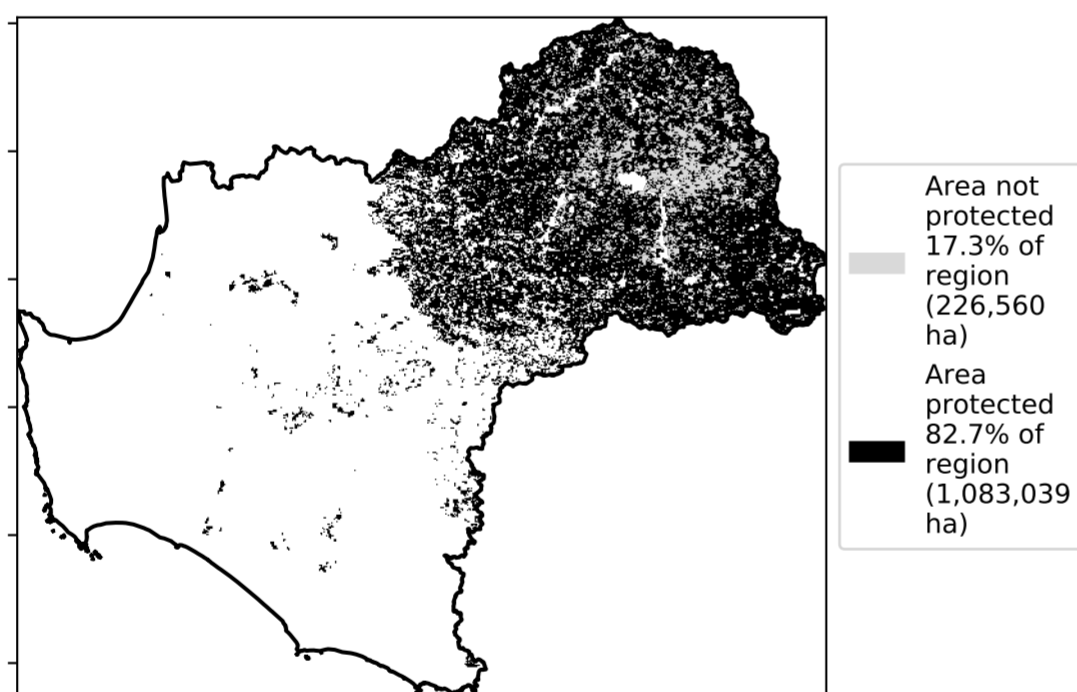 Area not
protected
17.3% of
region
(226,560
ha)
Area
protected
82.7% of
region
(1,083,039
ha)